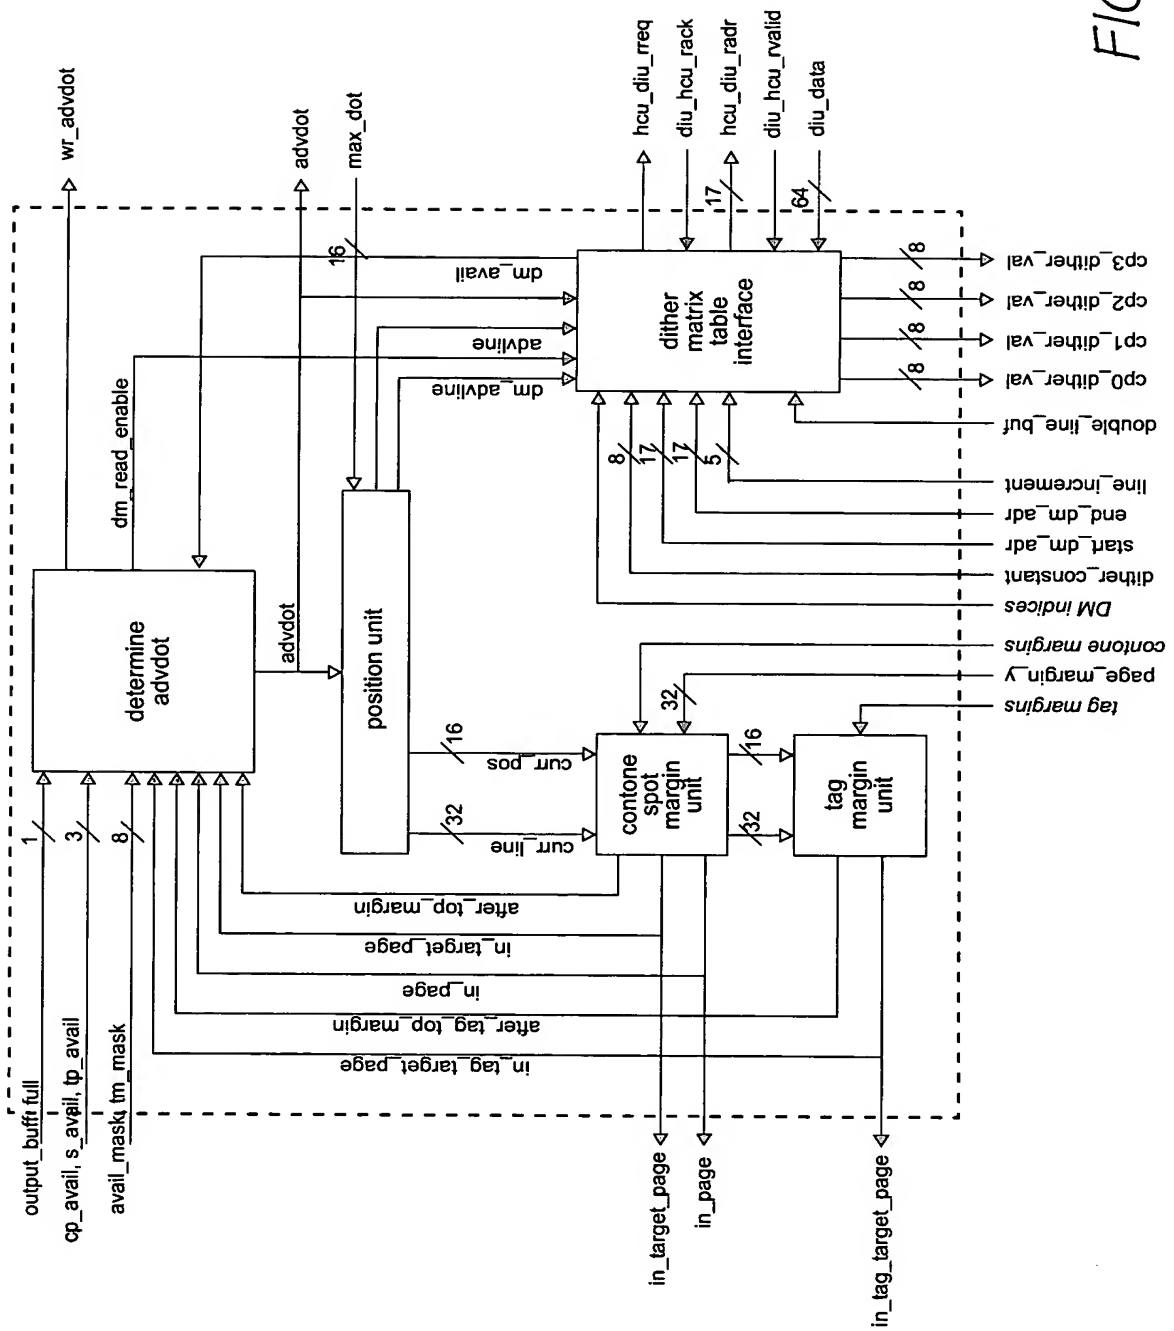 FIG
wr_advdot
advdot
max_dot
hcu_diu_rreq
diu_hcu_rack
hcu_diu_radr
diu_hcu_rvalid
diu_data
17
64
16
dm_avail
advline
dm_advline
dm_read_enable
determine
advdot
advdot
position unit
dither
matrix
table
interface
8
8
8
8
cp3_dither_val
cp2_dither_val
cp1_dither_val
cp0_dither_val
double_line_buf
line_increment
end_dm_adr
start_dm_adr
dither_constant
DM indices
8
17
17
5
contone margins
page_margin_y
tag margins
32
16
curr_pos
32
curr_line
contone
spot
margin
unit
16
32
tag
margin
unit
1
3
8
output_buff_full
cp_avail, s_avail, tp_avail
avail_mask, tm_mask
after_top_margin
in_target_page
in_page
after_tag_top_margin
in_tag_target_page
in_target_page
in_page
in_tag_target_page